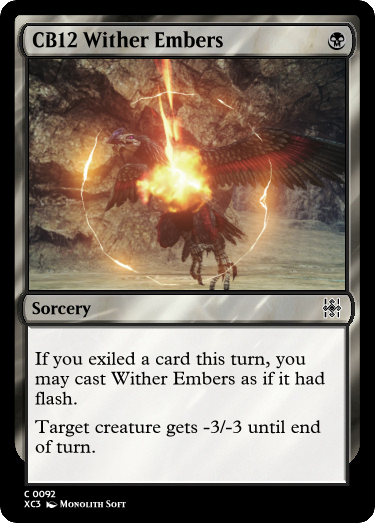 CB12 Wither Embers
Sorcery
If you exiled a card this turn, you
may cast Wither Embers as if it had
flash.
Target creature gets -3/-3 until end
of turn.
C 0092
XC3 Monolith Soft